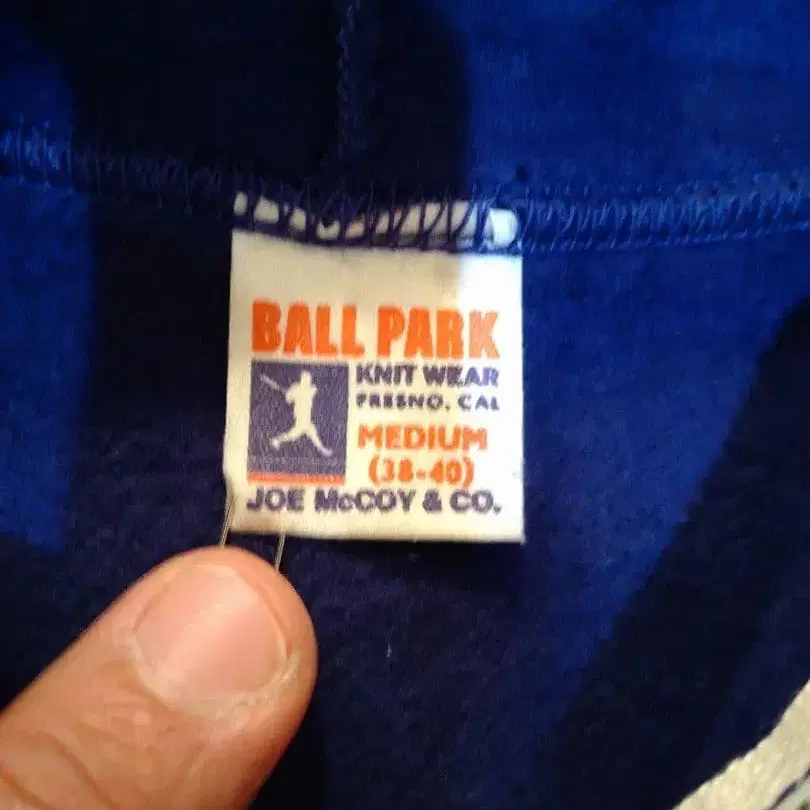 BALL PARK
KNIT WEAR
FRESNO, CAL
MEDIUM
(38-40)
JOE McCOY & CO.